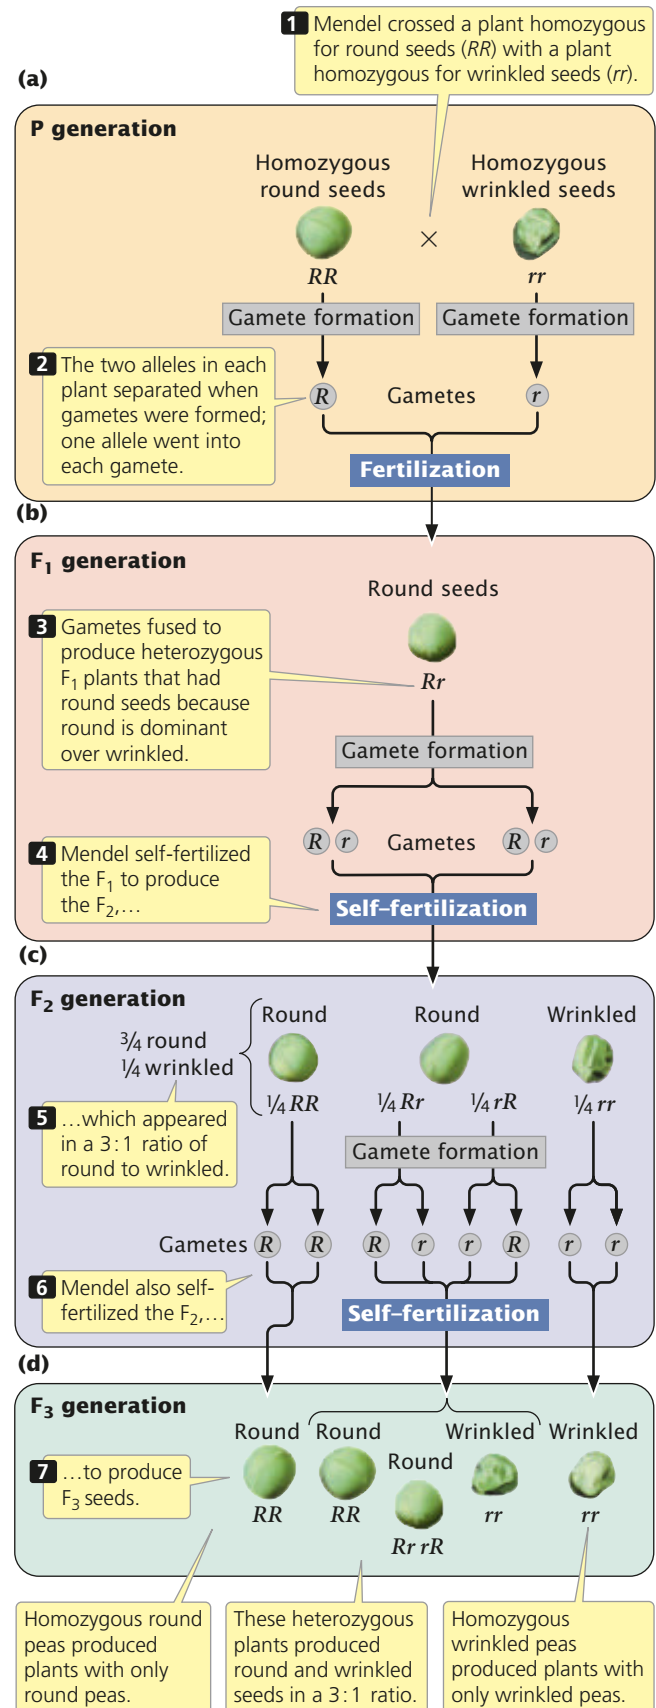 1 Mendel crossed a plant homozygous
for round seeds (RR) with a plant
homozygous for wrinkled seeds (rr).
(a)
P generation
Homozygous
round seeds
Homozygous
wrinkled seeds
×
RR
rr
Gamete formation
Gamete formation
2 The two alleles in each
plant separated when
gametes were formed;
one allele went into
each gamete.
R
Gametes
r
Fertilization
(b)
F1 generation
Round seeds
3 Gametes fused to
produce heterozygous
F1 plants that had
round seeds because
round is dominant
over wrinkled.
Rr
Gamete formation
R r
Gametes
R r
4 Mendel self-fertilized
the F1 to produce
the F2,…
Self–fertilization
(c)
F2 generation
Round
Round
Wrinkled
3/4 round
1/4 wrinkled
1/4 RR
1/4 Rr
1/4 rR
1/4 rr
5 …which appeared
in a 3:1 ratio of
round to wrinkled.
Gamete formation
Gametes
R
R
R
r
r
R
r
r
6 Mendel also self-
fertilized the F2,…
Self–fertilization
(d)
F3 generation
Round
Round
Wrinkled
Wrinkled
Round
7 …to produce
F3 seeds.
RR
RR
rr
rr
Rr rR
Homozygous round
peas produced
plants with only
round peas.
These heterozygous
plants produced
round and wrinkled
seeds in a 3:1 ratio.
Homozygous
wrinkled peas
produced plants with
only wrinkled peas.